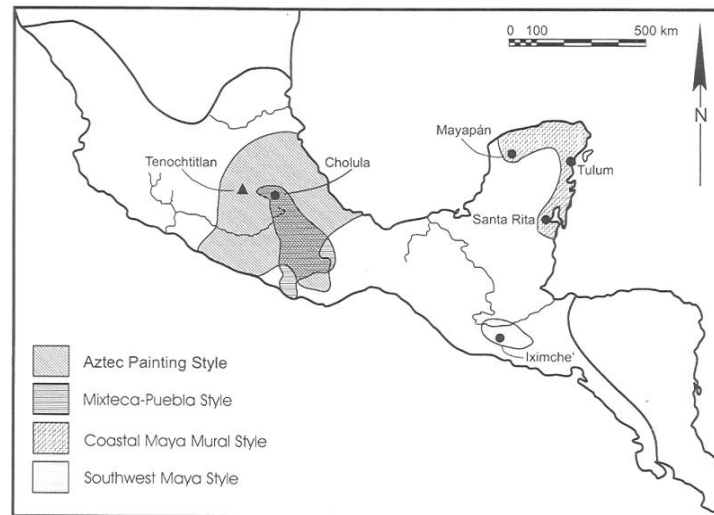 0 100 500 km
N
Mayapán
Tenochtitlan
Cholula
Tulum
Santa Rita
Iximche'
Aztec Painting Style
Mixteca-Puebla Style
Coastal Maya Mural Style
Southwest Maya Style